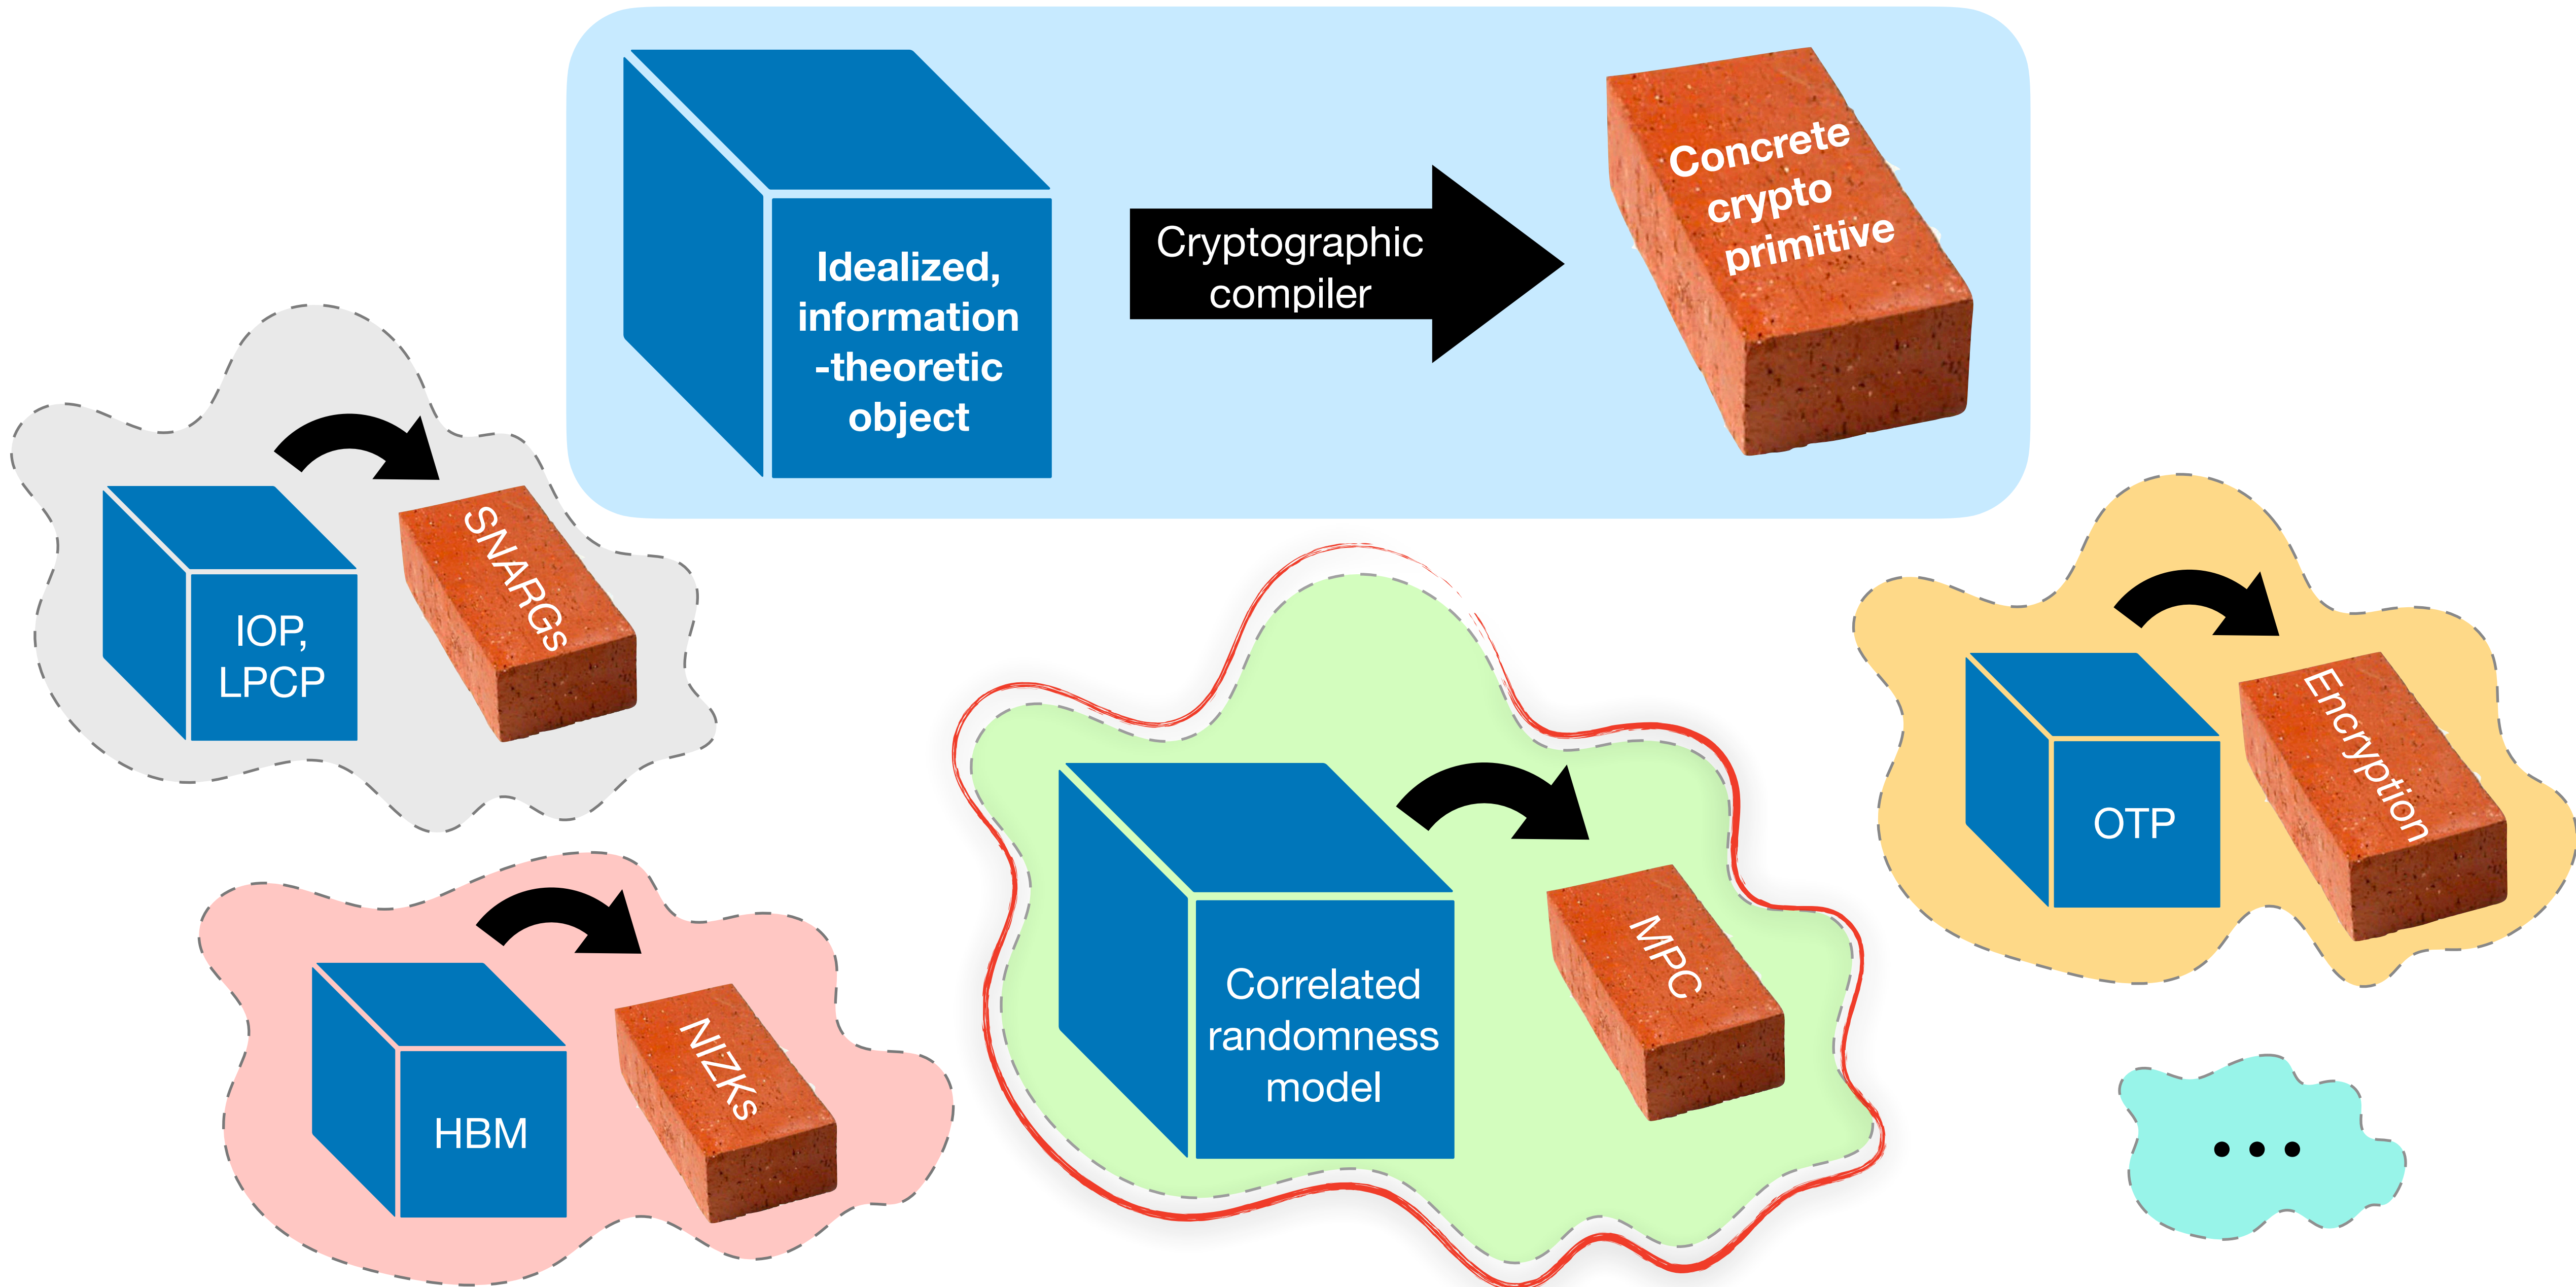 Idealized,
information
-theoretic
object
Cryptographic
compiler
Concrete
crypto
primitive
IOP,
LPCP
SNARGs
HBM
NIZKs
Correlated
randomness
model
MPC
OTP
Encryption
...